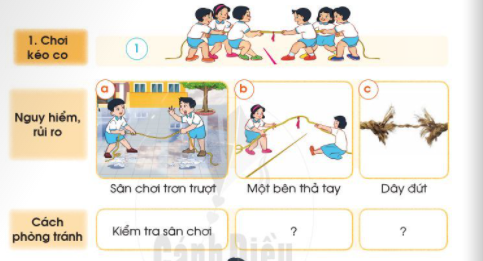 1. Chơi
kéo co
1
a
b
c
Nguy hiểm,
rủi ro
Sân chơi trơn trượt
Một bên thả tay
Dây đứt
Cách
phòng tránh
Kiểm tra sân chơi
?
?
Cánh Diều